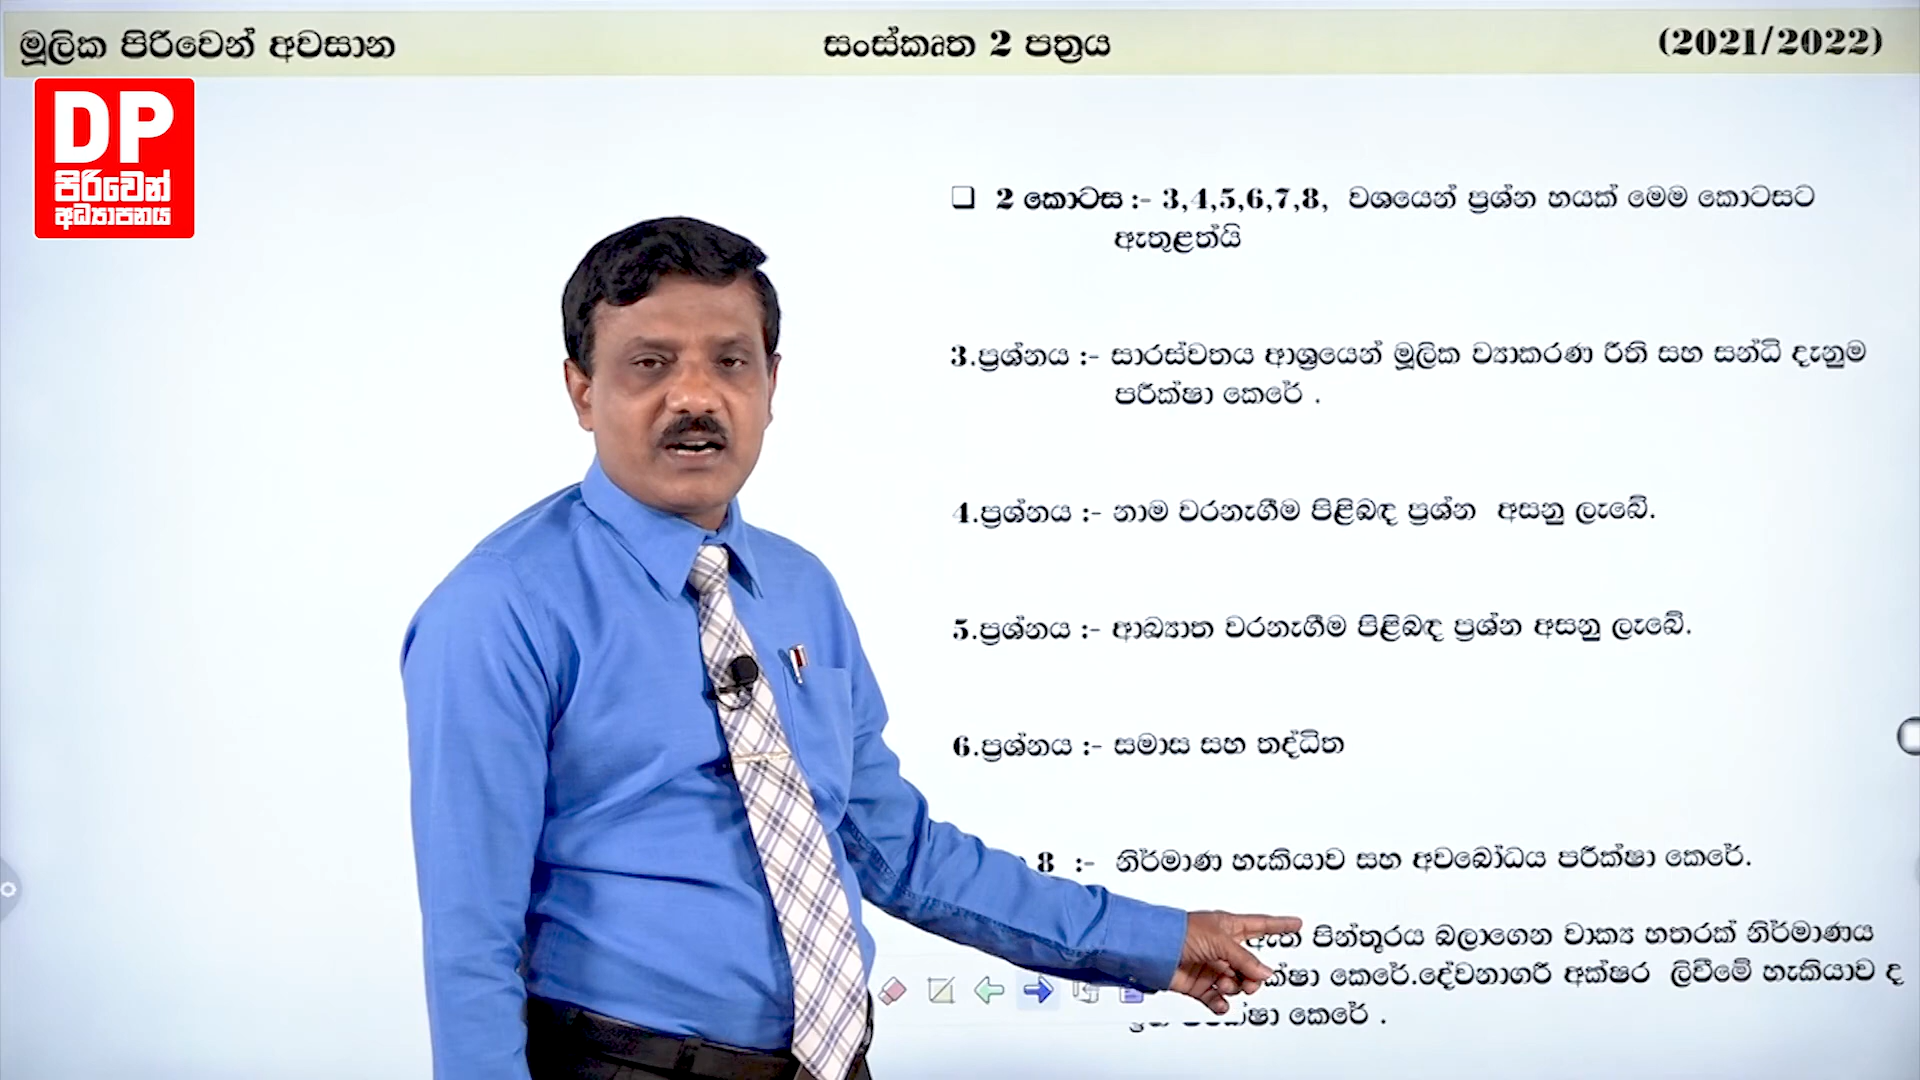 මූලික පිරිවෙන් අවසාන
සංස්කෘත 2 පත්‍රය
(2021/2022)
DP
පිරිවෙන්
අධ්‍යාපනය
2 කොටස :- 3,4,5,6,7,8, වශයෙන් ප්‍රශ්න හයක් මෙම කොටසට
ඇතුළත්යි
3.ප්‍රශ්නය :- සාරස්වතය ආශ්‍රයෙන් මූලික ව්‍යාකරණ රීති සහ සන්ධි දැනුම
පරීක්ෂා කෙරේ .
4.ප්‍රශ්නය :- නාම වරනැගීම පිළිබඳ ප්‍රශ්න අසනු ලැබේ.
5.ප්‍රශ්නය :- ආඛ්‍යාත වරනැගීම පිළිබඳ ප්‍රශ්න අසනු ලැබේ.
6.ප්‍රශ්නය :- සමාස සහ තද්ධිත
8 :- නිර්මාණ හැකියාව සහ අවබෝධය පරීක්ෂා කෙරේ.
ඇති පින්තූරය බලාගෙන වාක්‍ය හතරක් නිර්මාණය
කෙරේ.දේවනාගරී අක්ෂර ලිවීමේ හැකියාව ද
කෙරේ .